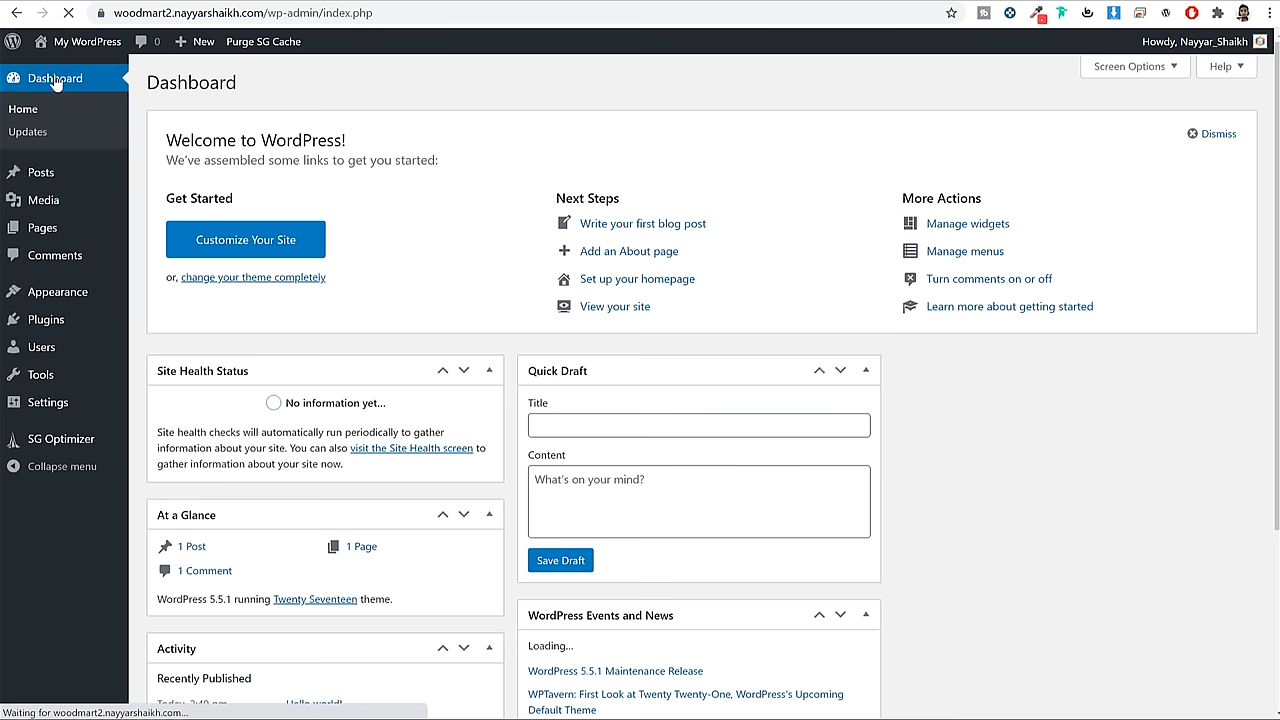 woodmart2.nayyarshaikh.com/wp-admin/index.php
My WordPress
0
New
Purge SG Cache
Howdy, Nayyar_Shaikh
Dashboard
Home
Updates
Posts
Media
Pages
Comments
Appearance
Plugins
Users
Tools
Settings
SG Optimizer
Collapse menu
Dashboard
Screen Options
Help
Welcome to WordPress!
We've assembled some links to get you started:
Dismiss
Get Started
Customize Your Site
or, change your theme completely
Next Steps
Write your first blog post
Add an About page
Set up your homepage
View your site
More Actions
Manage widgets
Manage menus
Turn comments on or off
Learn more about getting started
Site Health Status
No information yet...
Site health checks will automatically run periodically to gather
information about your site. You can also visit the Site Health screen to
gather information about your site now.
At a Glance
1 Post
1 Page
1 Comment
WordPress 5.5.1 running Twenty Seventeen theme.
Activity
Recently Published
Today, 2:49 pm
Hello world!
Quick Draft
Title
Content
What's on your mind?
Save Draft
WordPress Events and News
Loading...
WordPress 5.5.1 Maintenance Release
WPTavern: First Look at Twenty Twenty-One, WordPress's Upcoming
Default Theme
Waiting for woodmart2.nayyarshaikh.com...